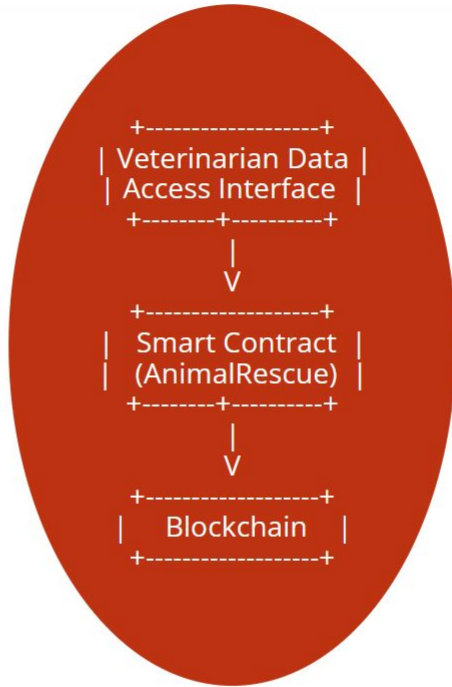 +-------------------+
| Veterinarian Data |
| Access Interface |
+--------+----------+
|
V
+-------------------+
| Smart Contract |
| (AnimalRescue) |
+--------+----------+
|
V
+-------------------+
| Blockchain |
+-------------------+